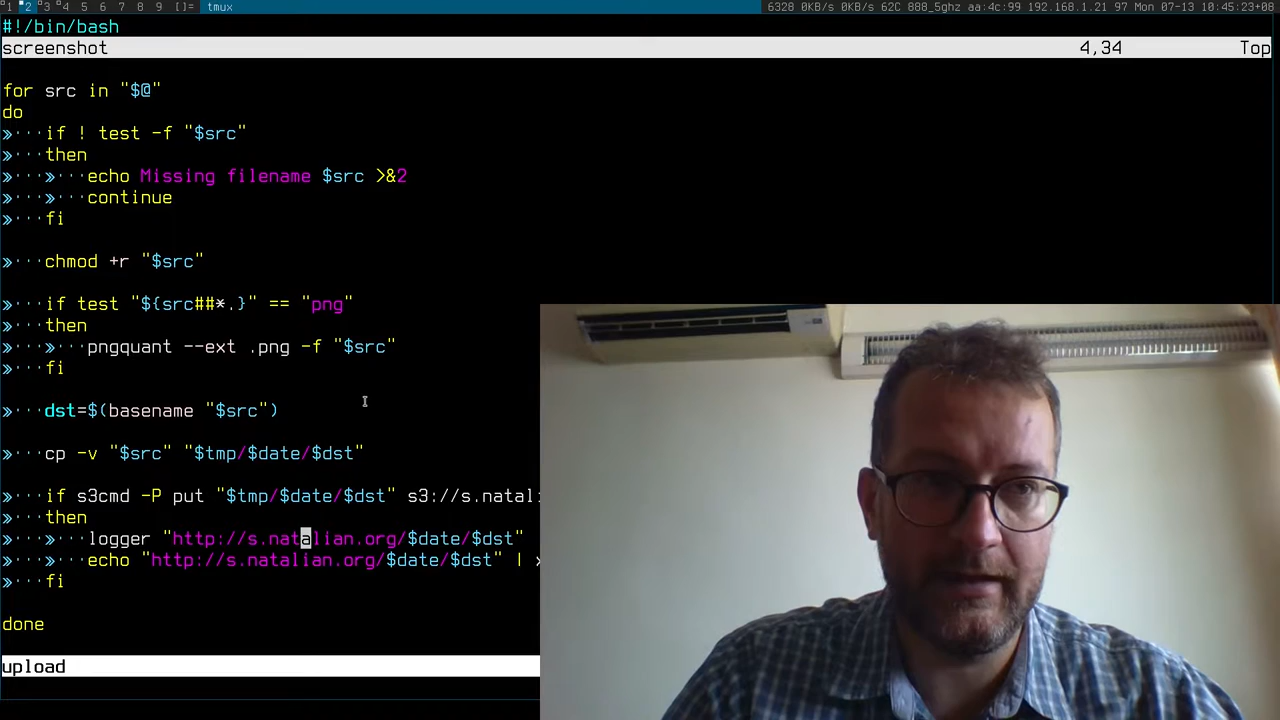 1 2 3 4 5 6 7 8 9 []= tmux 6328 0KB/s 0KB/s 62C 888_5ghz aa:4c:99 192.168.1.21 97 Mon 07-13 10:45:23+08
#!/bin/bash
screenshot 4,34 Top
for src in "$@"
do
»···if ! test -f "$src"
»···then
»···»···echo Missing filename $src >&2
»···»···continue
»···fi
»···chmod +r "$src"
»···if test "${src##*.}" == "png"
»···then
»···»···pngquant --ext .png -f "$src"
»···fi
»···dst=$(basename "$src")
»···cp -v "$src" "$tmp/$date/$dst"
»···if s3cmd -P put "$tmp/$date/$dst" s3://s.natali
»···then
»···»···logger "http://s.natalian.org/$date/$dst"
»···»···echo "http://s.natalian.org/$date/$dst" |
»···fi
done
upload